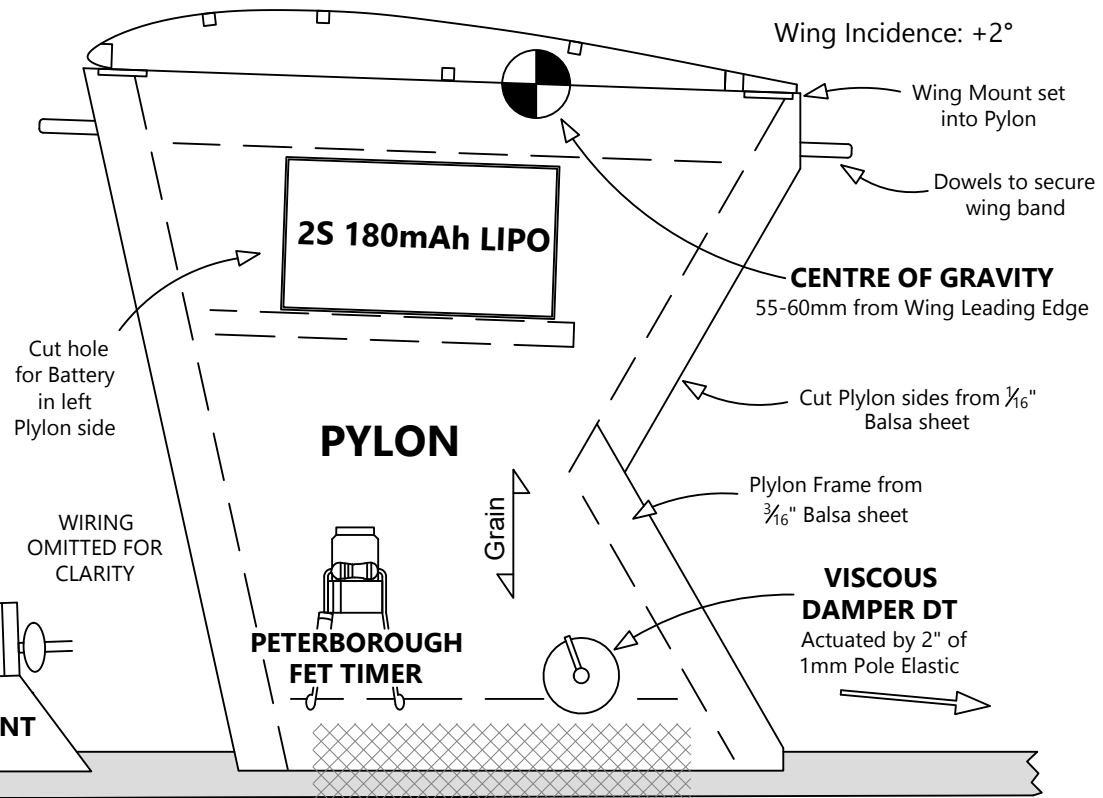 Wing Incidence: +2°
Wing Mount set
into Pylon
Dowels to secure
wing band
2S 180mAh LIPO
CENTRE OF GRAVITY
55-60mm from Wing Leading Edge
Cut hole
for Battery
in left
Plylon side
Cut Plylon sides from 1⁄16"
Balsa sheet
PYLON
Plylon Frame from
3⁄16" Balsa sheet
Grain
WIRING
OMITTED FOR
CLARITY
VISCOUS
DAMPER DT
Actuated by 2" of
1mm Pole Elastic
PETERBOROUGH
FET TIMER
NT